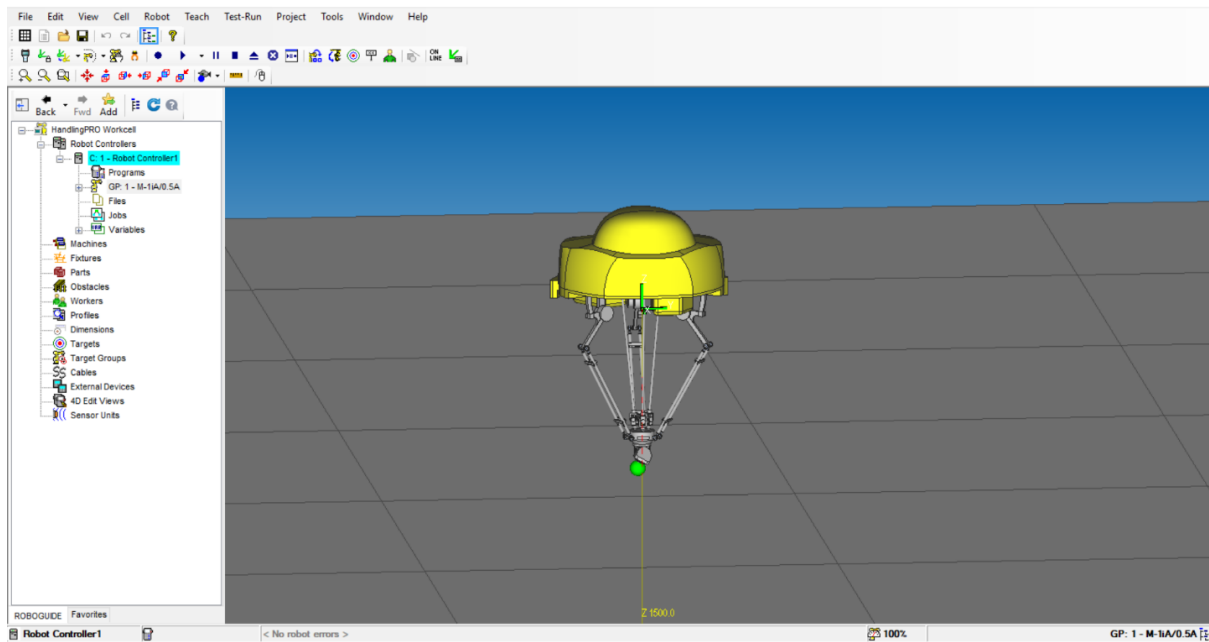 File Edit View Cell Robot Teach Test-Run Project Tools Window Help
ON
LINE
Back Fwd Add
HandlingPRO Workcell
Robot Controllers
C: 1 - Robot Controller1
Programs
GP: 1 - M-1iA/0.5A
Files
Jobs
Variables
Machines
Fixtures
Parts
Obstacles
Workers
Profiles
Dimensions
Targets
Target Groups
Cables
External Devices
4D Edit Views
Sensor Units
Z
X
Z 1500.0
ROBOGUIDE Favorites
Robot Controller1 < No robot errors > 100% GP: 1 - M-1iA/0.5A